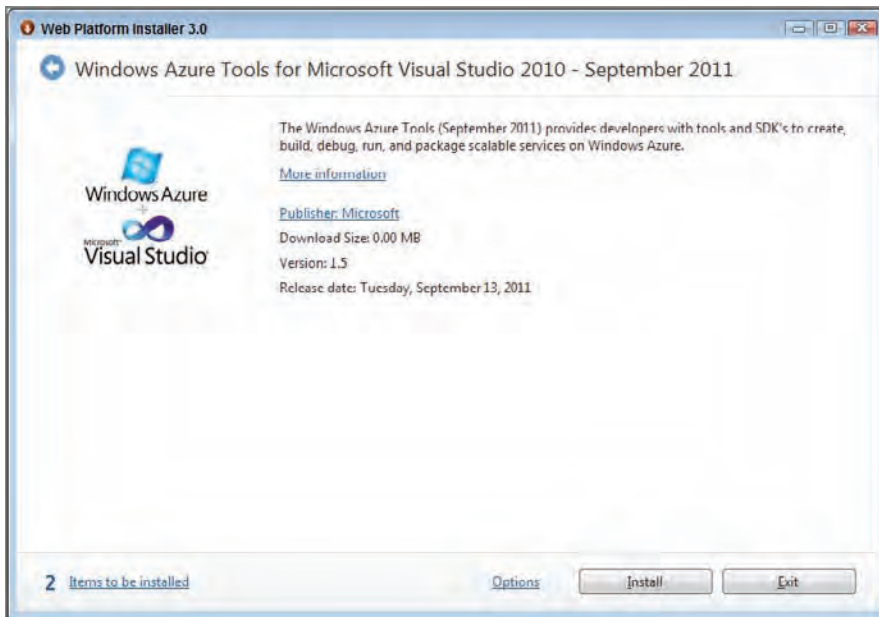 Web Platform Installer 3.0
Windows Azure Tools for Microsoft Visual Studio 2010 - September 2011
The Windows Azure Tools (September 2011) provides developers with tools and SDK's to create,
build, debug, run, and package scalable services on Windows Azure.
More information
Windows Azure
+
Microsoft
Visual Studio
Publisher: Microsoft
Download Size: 0.00 MB
Version: 1.5
Release date: Tuesday, September 13, 2011
2 Items to be installed
Options
Install
Exit